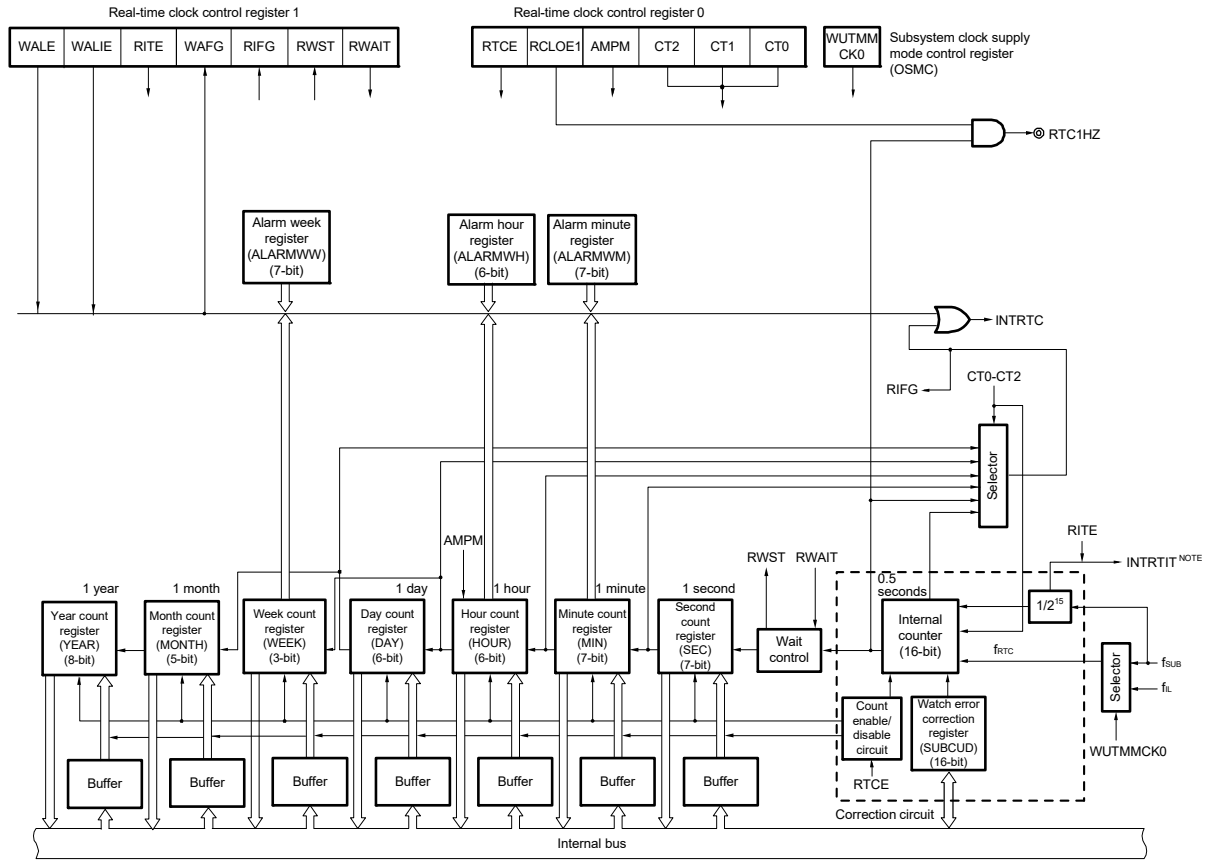 Real-time clock control register 1
Real-time clock control register 0
WALE WALIE RITE WAFG RIFG RWST RWAIT
RTCE RCLOE1 AMPM CT2 CT1 CT0
WUTMM
CK0
Subsystem clock supply
mode control register
(OSMC)
RTC1HZ
Alarm week
register
(ALARMWW)
(7-bit)
Alarm hour
register
(ALARMWH)
(6-bit)
Alarm minute
register
(ALARMWM)
(7-bit)
INTRTC
RIFG
CT0-CT2
Selector
RITE
INTRTIT NOTE
AMPM
RWST RWAIT
1 year
1 month
1 day
1 hour
1 minute
1 second
0.5
seconds
Year count
register
(YEAR)
(8-bit)
Month count
register
(MONTH)
(5-bit)
Week count
register
(WEEK)
(3-bit)
Day count
register
(DAY)
(6-bit)
Hour count
register
(HOUR)
(6-bit)
Minute count
register
(MIN)
(7-bit)
Second
count
register
(SEC)
(7-bit)
Wait
control
Internal
counter
(16-bit)
1/2¹⁵
fRTC
Selector
fSUB
fIL
WUTMMCK0
Count
enable/
disable
circuit
Watch error
correction
register
(SUBCUD)
(16-bit)
RTCE
Buffer Buffer Buffer Buffer Buffer Buffer Buffer
Correction circuit
Internal bus